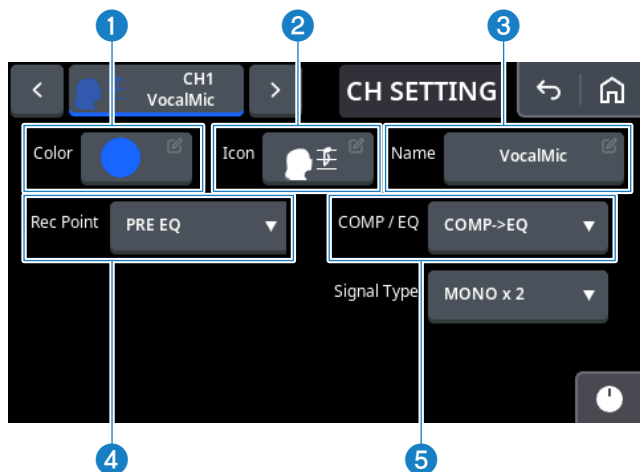 1
2
3
CH1
VocalMic
CH SETTING
Color
Icon
Name
VocalMic
Rec Point
PRE EQ
COMP / EQ
COMP->EQ
Signal Type
MONO x 2
4
5